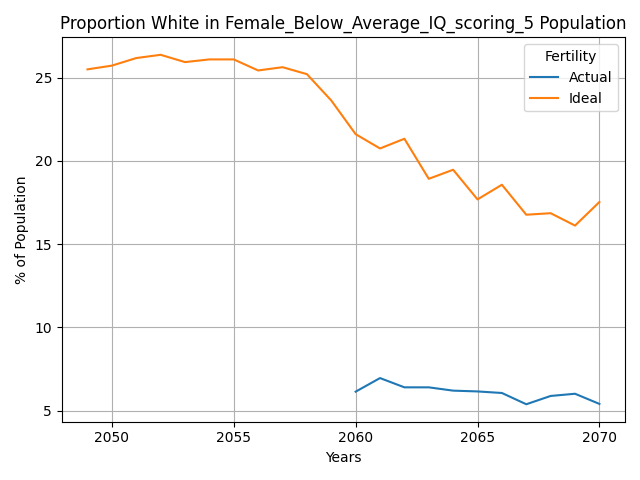 Proportion White in Female_Below_Average_IQ_scoring_5 Population
Fertility
Actual
Ideal
% of Population
25
20
15
10
5
2050 2055 2060 2065 2070
Years